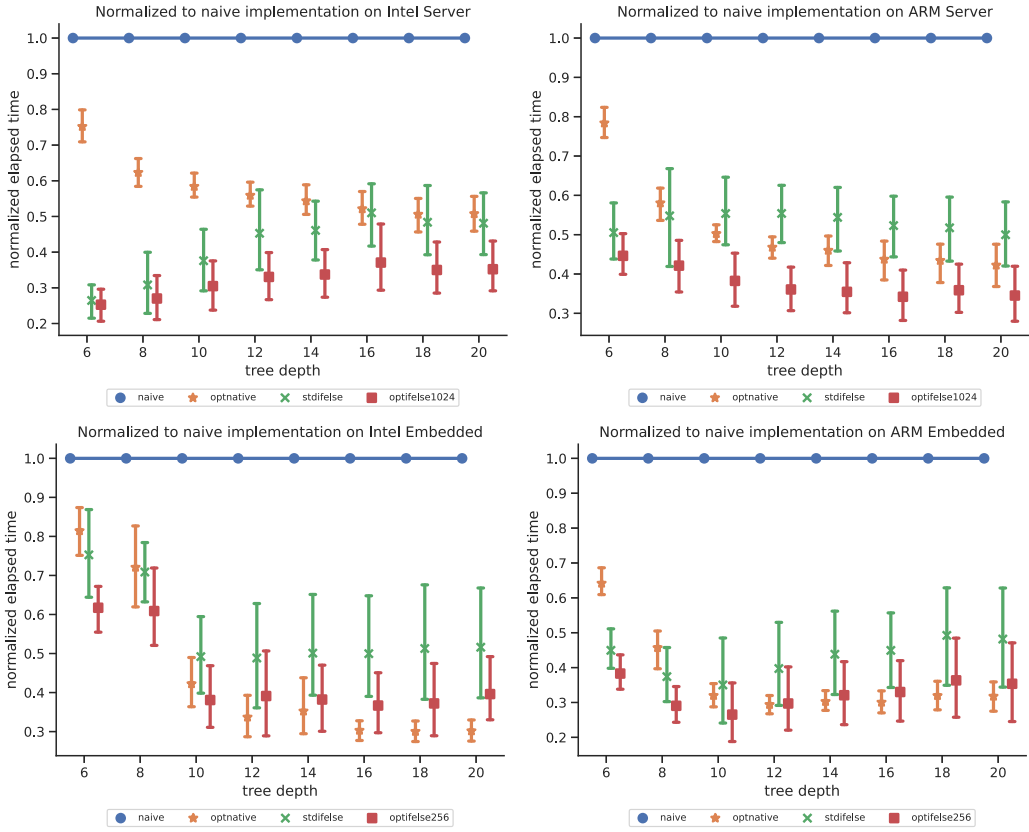 Normalized to naive implementation on Intel Server
1.0
0.9
0.8
0.7
0.6
0.5
0.4
0.3
0.2
normalized elapsed time
6 8 10 12 14 16 18 20
tree depth
naive optnative stdifelse optifelse1024
Normalized to naive implementation on ARM Server
1.0
0.9
0.8
0.7
0.6
0.5
0.4
0.3
normalized elapsed time
6 8 10 12 14 16 18 20
tree depth
naive optnative stdifelse optifelse1024
Normalized to naive implementation on Intel Embedded
1.0
0.9
0.8
0.7
0.6
0.5
0.4
0.3
normalized elapsed time
6 8 10 12 14 16 18 20
tree depth
naive optnative stdifelse optifelse256
Normalized to naive implementation on ARM Embedded
1.0
0.9
0.8
0.7
0.6
0.5
0.4
0.3
0.2
normalized elapsed time
6 8 10 12 14 16 18 20
tree depth
naive optnative stdifelse optifelse256